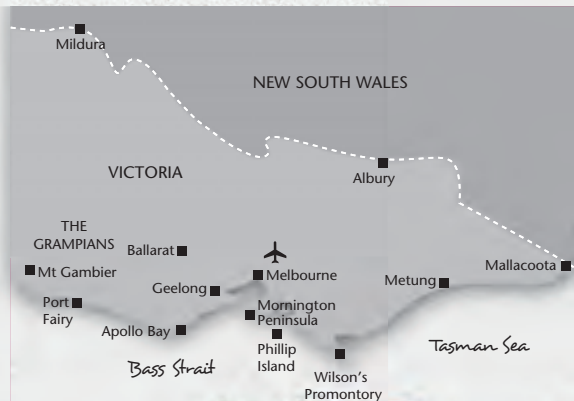 Mildura
NEW SOUTH WALES
VICTORIA
Albury
THE
GRAMPIANS
Ballarat
Mt Gambier
Melbourne
Mallacoota
Metung
Geelong
Port
Fairy
Mornington
Peninsula
Apollo Bay
Phillip
Island
Tasman Sea
Bass Strait
Wilson's
Promontory